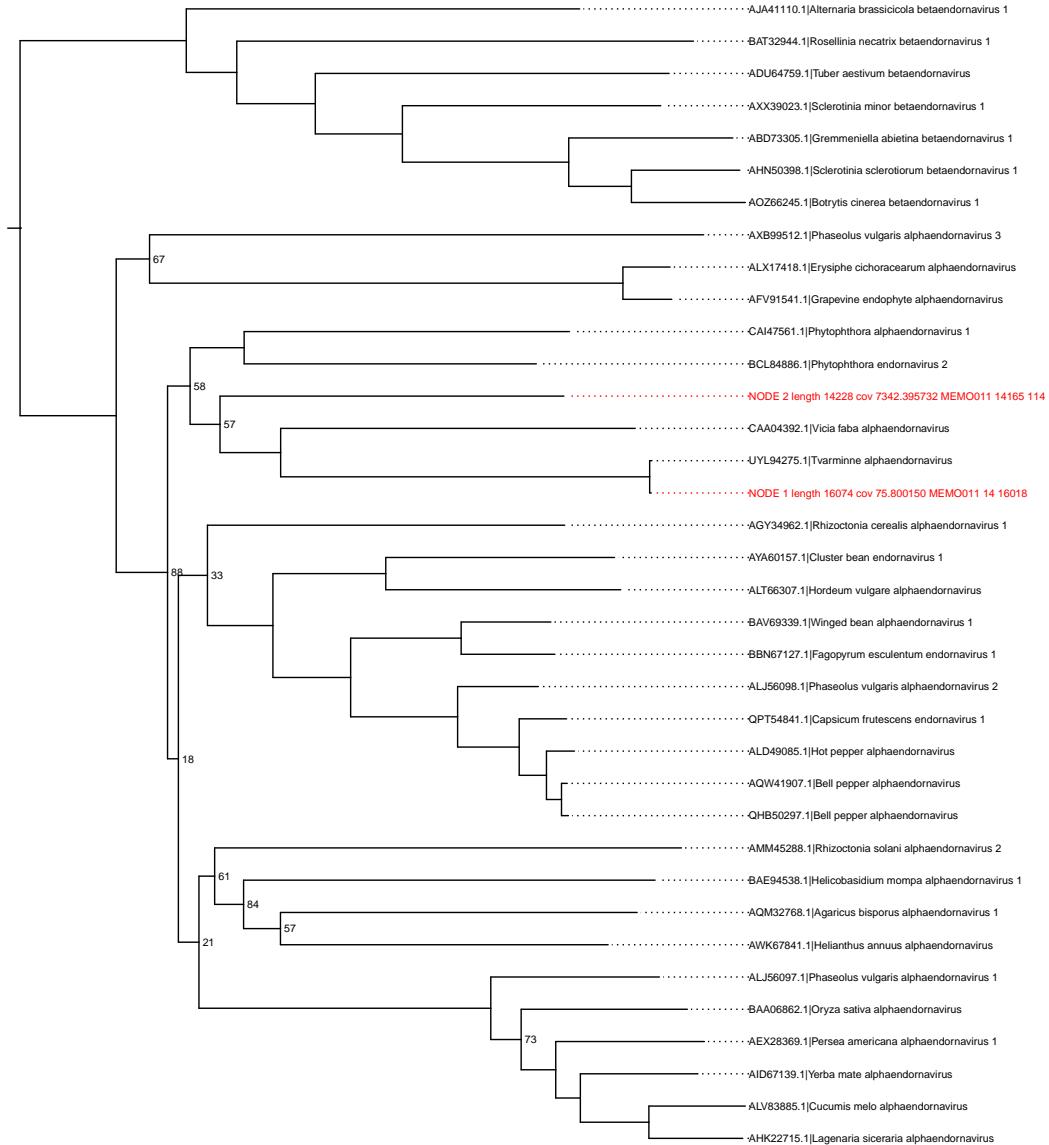 AJA41110.1|Alternaria brassicicola betaendornavirus 1
BAT32944.1|Rosellinia necatrix betaendornavirus 1
ADU64759.1|Tuber aestivum betaendornavirus
AXX39023.1|Sclerotinia minor betaendornavirus 1
ABD73305.1|Gremmeniella abietina betaendornavirus 1
AHN50398.1|Sclerotinia sclerotiorum betaendornavirus 1
AOZ66245.1|Botrytis cinerea betaendornavirus 1
AXB99512.1|Phaseolus vulgaris alphaendornavirus 3
67
ALX17418.1|Erysiphe cichoracearum alphaendornavirus
AFV91541.1|Grapevine endophyte alphaendornavirus
CAI47561.1|Phytophthora alphaendornavirus 1
BCL84886.1|Phytophthora endornavirus 2
58
NODE 2 length 14228 cov 7342.395732 MEMO011 14165 114
57
CAA04392.1|Vicia faba alphaendornavirus
UYL94275.1|Tvarminne alphaendornavirus
NODE 1 length 16074 cov 75.800150 MEMO011 14 16018
AGY34962.1|Rhizoctonia cerealis alphaendornavirus 1
AYA60157.1|Cluster bean endornavirus 1
88
33
ALT66307.1|Hordeum vulgare alphaendornavirus
BAV69339.1|Winged bean alphaendornavirus 1
BBN67127.1|Fagopyrum esculentum endornavirus 1
ALJ56098.1|Phaseolus vulgaris alphaendornavirus 2
QPT54841.1|Capsicum frutescens endornavirus 1
ALD49085.1|Hot pepper alphaendornavirus
18
AQW41907.1|Bell pepper alphaendornavirus
QHB50297.1|Bell pepper alphaendornavirus
AMM45288.1|Rhizoctonia solani alphaendornavirus 2
61
BAE94538.1|Helicobasidium mompa alphaendornavirus 1
84
AQM32768.1|Agaricus bisporus alphaendornavirus 1
57
21
AWK67841.1|Helianthus annuus alphaendornavirus
ALJ56097.1|Phaseolus vulgaris alphaendornavirus 1
BAA06862.1|Oryza sativa alphaendornavirus
73
AEX28369.1|Persea americana alphaendornavirus 1
AID67139.1|Yerba mate alphaendornavirus
ALV83885.1|Cucumis melo alphaendornavirus
AHK22715.1|Lagenaria siceraria alphaendornavirus